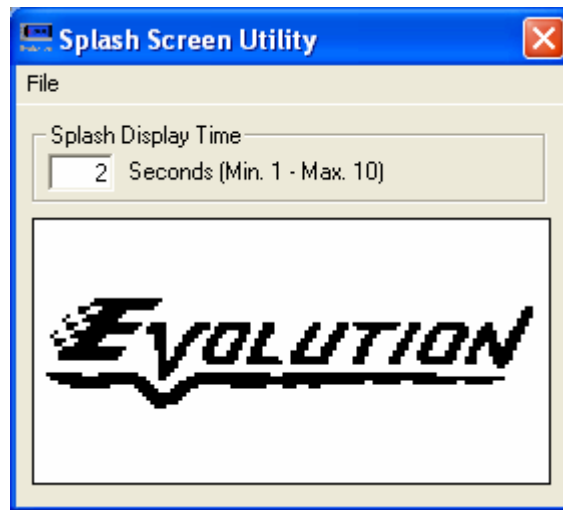 Splash Screen Utility
File
Splash Display Time
2 Seconds (Min. 1 - Max. 10)
EVOLUTION